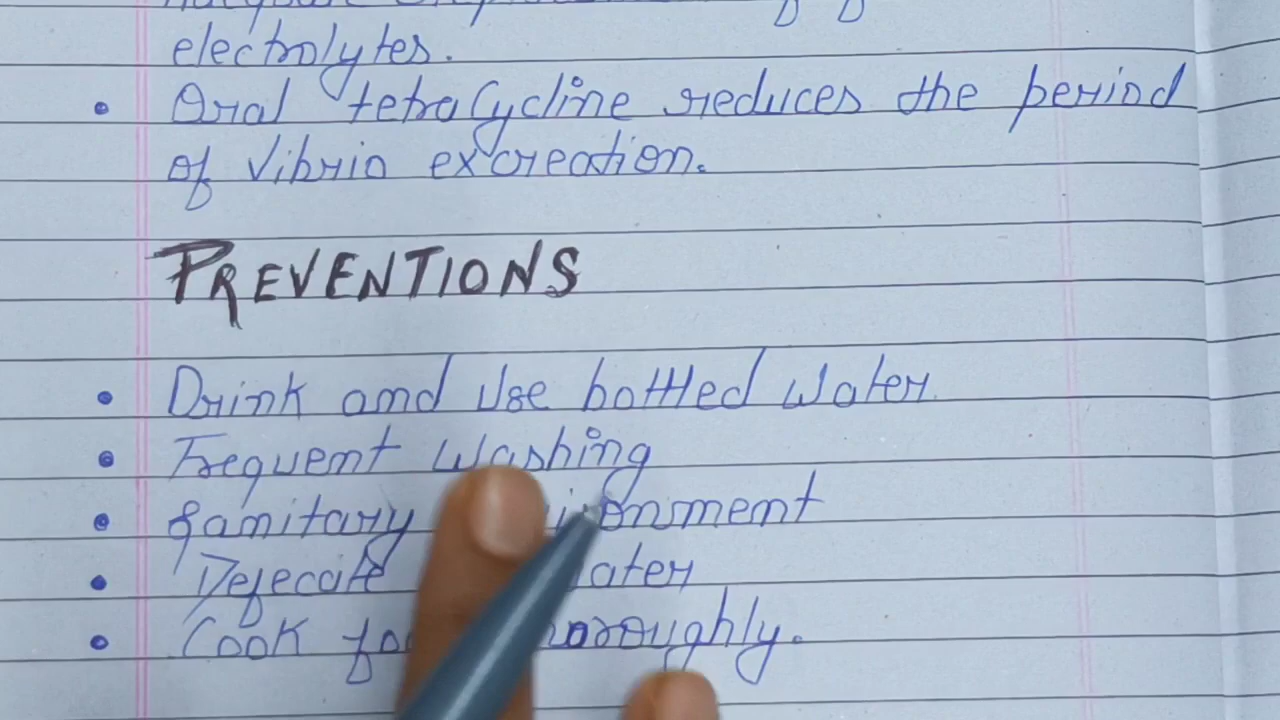 electrolytes.
• Oral tetracycline reduces the period
of Vibrio excreation.
PREVENTIONS
• Drink and Use bottled water
• Frequent washing
• Sanitary
• Defecate
• Cook thoroughly.